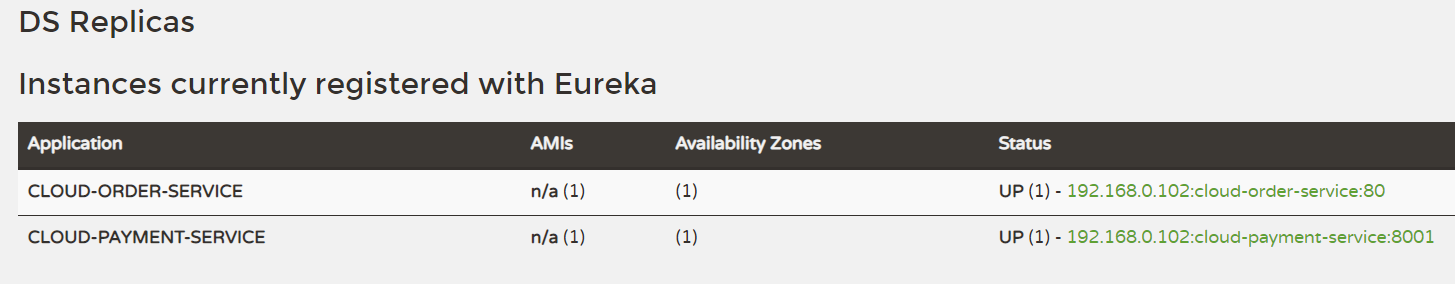 DS Replicas
Instances currently registered with Eureka
Application AMIs Availability Zones Status
CLOUD-ORDER-SERVICE n/a (1) (1) UP (1) - 192.168.0.102:cloud-order-service:80
CLOUD-PAYMENT-SERVICE n/a (1) (1) UP (1) - 192.168.0.102:cloud-payment-service:8001